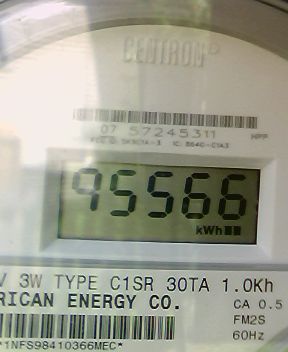 CENTRON
07 57245311 HPP
95566
kWh
V 3W TYPE C1SR 30TA 1.0Kh
RICAN ENERGY CO. CA 0.5
FM2S
60Hz
*1NFS98410366MEC*